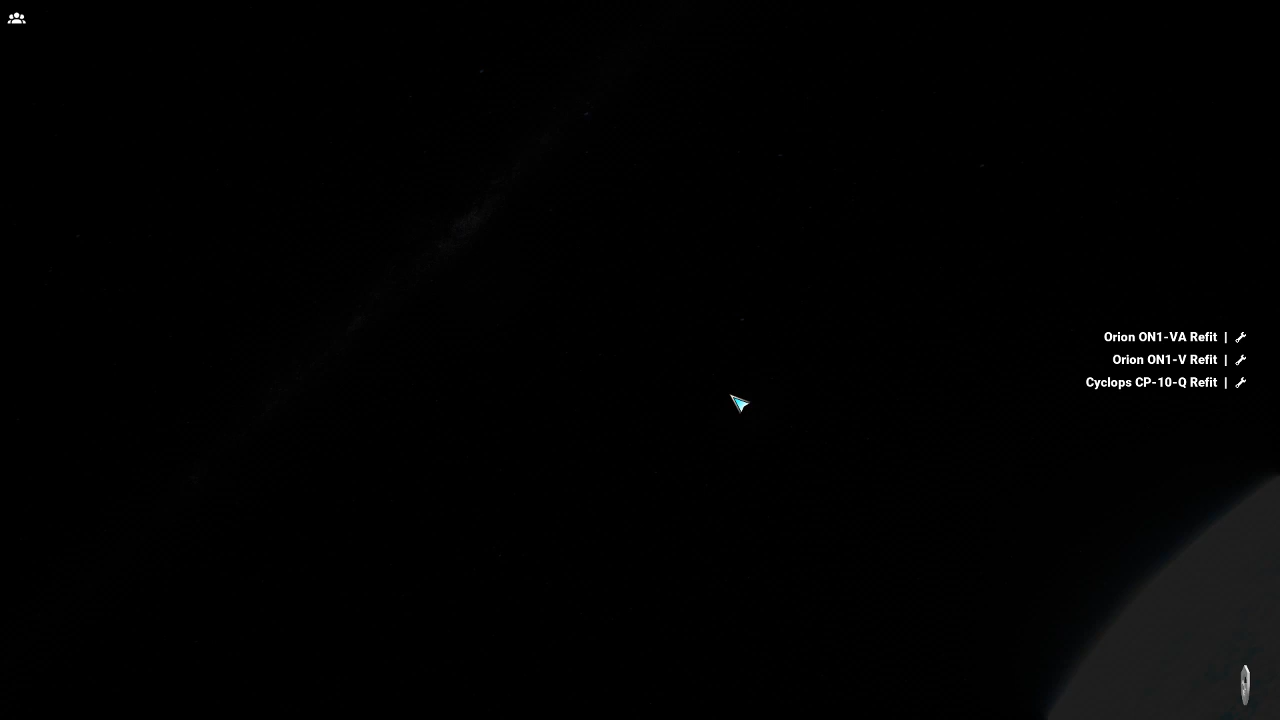 Orion ON1-VA Refit |
Orion ON1-V Refit |
Cyclops CP-10-Q Refit |